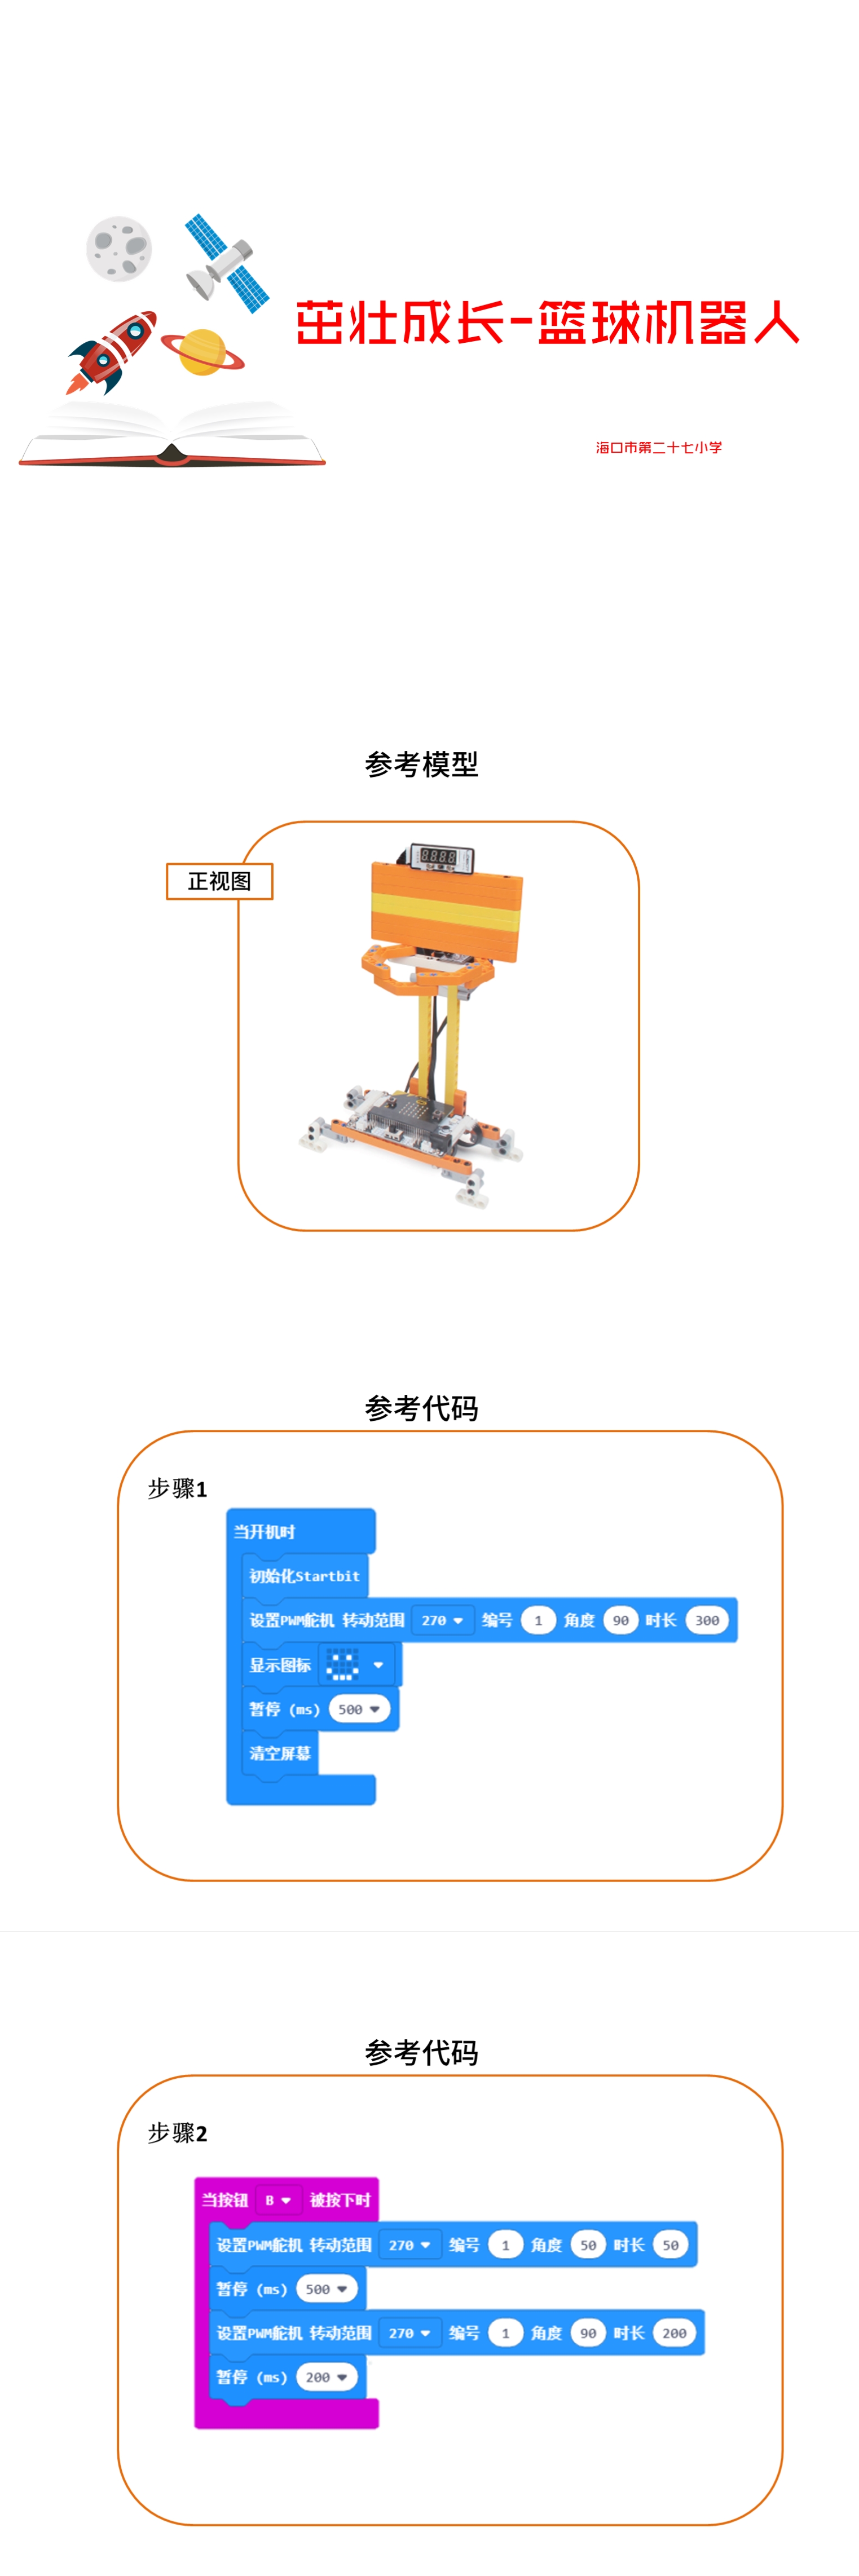 茁壮成长-篮球机器人
海口市第二十七小学
参考模型
正视图
参考代码
步骤1
当开机时
初始化Startbit
设置PWM舵机 转动范围 270 编号 1 角度 90 时长 300
显示图标
暂停 (ms) 500
清空屏幕
参考代码
步骤2
当按钮 B 被按下时
设置PWM舵机 转动范围 270 编号 1 角度 50 时长 50
暂停 (ms) 500
设置PWM舵机 转动范围 270 编号 1 角度 90 时长 200
暂停 (ms) 200